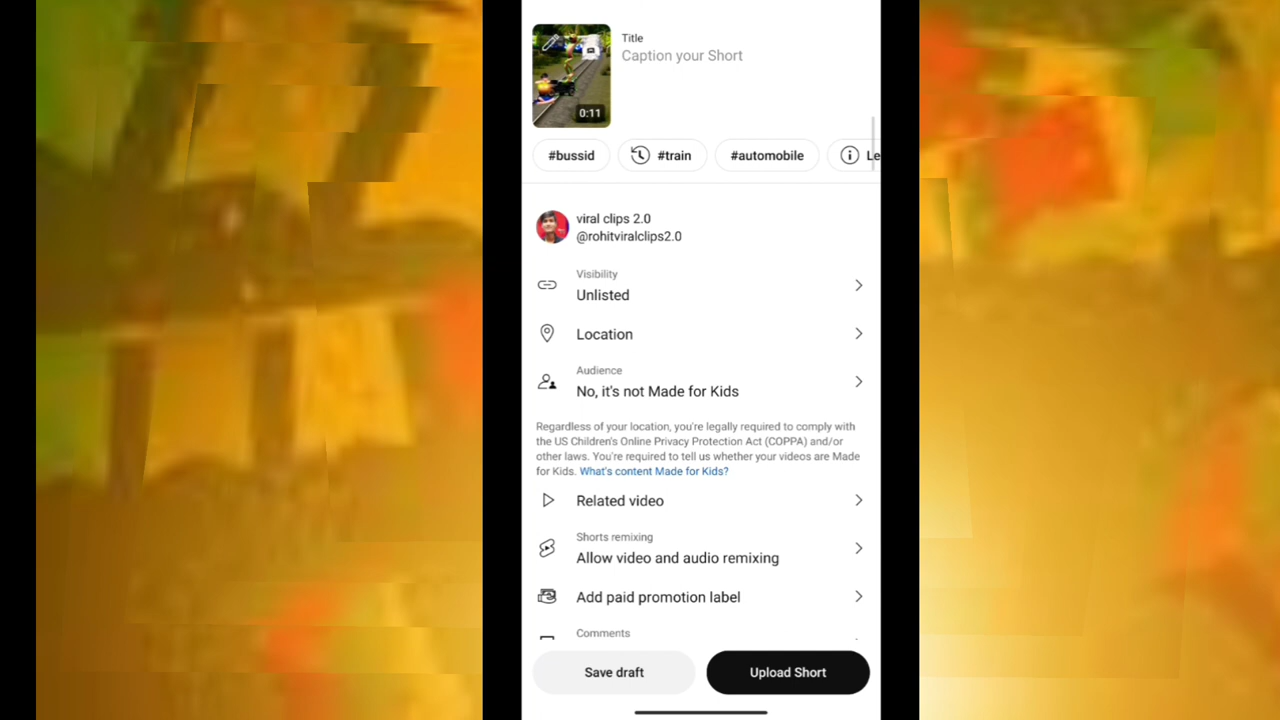 Title
Caption your Short
0:11
#bussid
#train
#automobile
Le
viral clips 2.0
@rohitviralclips2.0
Visibility
Unlisted
Location
Audience
No, it's not Made for Kids
Regardless of your location, you're legally required to comply with
the US Children's Online Privacy Protection Act (COPPA) and/or
other laws. You're required to tell us whether your videos are Made
for Kids. What's content Made for Kids?
Related video
Shorts remixing
Allow video and audio remixing
Add paid promotion label
Comments
Save draft
Upload Short